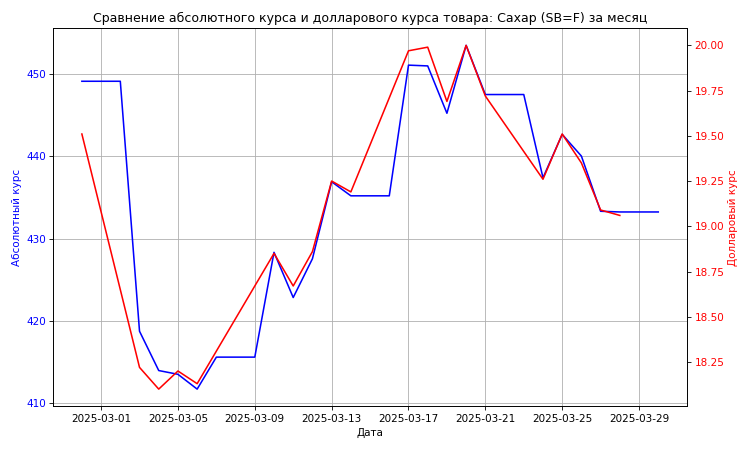 Сравнение абсолютного курса и долларового курса товара: Сахар (SB=F) за месяц
Абсолютный курс
450
440
430
420
410
20.00
19.75
19.50
19.25
19.00
18.75
18.50
18.25
Долларовый курс
2025-03-01 2025-03-05 2025-03-09 2025-03-13 2025-03-17 2025-03-21 2025-03-25 2025-03-29
Дата